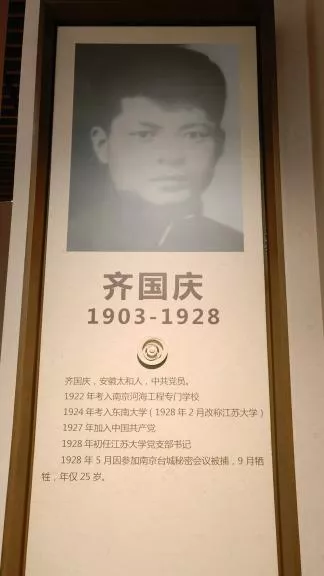 齐国庆
1903-1928
齐国庆，安徽太和人，中共党员。
1922 年考入南京河海工程专门学校
1924 年考入东南大学（1928 年 2 月改称江苏大学）
1927 年加入中国共产党
1928 年初任江苏大学党支部书记
1928 年 5 月因参加南京台城秘密会议被捕，9 月牺
牲，年仅 25 岁。